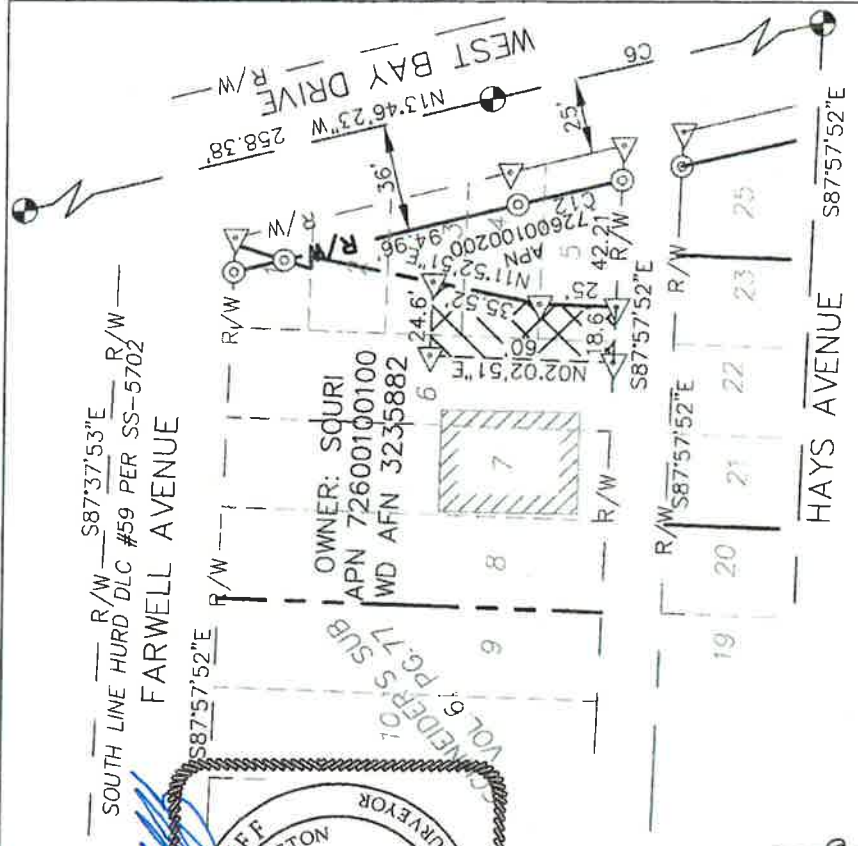 WEST BAY DRIVE
R/W
N13°46'23"W
258.38'
C6
36'
25'
S87°57'52"E
R/W
S87°37'53"E
R/W
SOUTH LINE HURD DLC #59 PER SS-5702
FARWELL AVENUE
S87°57'52"E
R/W
R/W
R/W
R/W
OWNER: SOURI
APN 72600100100
WD AFN 3235882
24.6'
N11°52'51"E
94.96'
35.52'
APN
72600100200
C12
3
4
5
42.21
R/W
25'
18.6'
60'
N02°02'51"E
6
7
8
9
10
S87°57'52"E
R/W
R/W
S87°57'52"E
R/W
25
23
22
21
20
19
SUB
VOL
PG.77
6'
HAYS AVENUE
S87°57'52"E
SURVEYOR